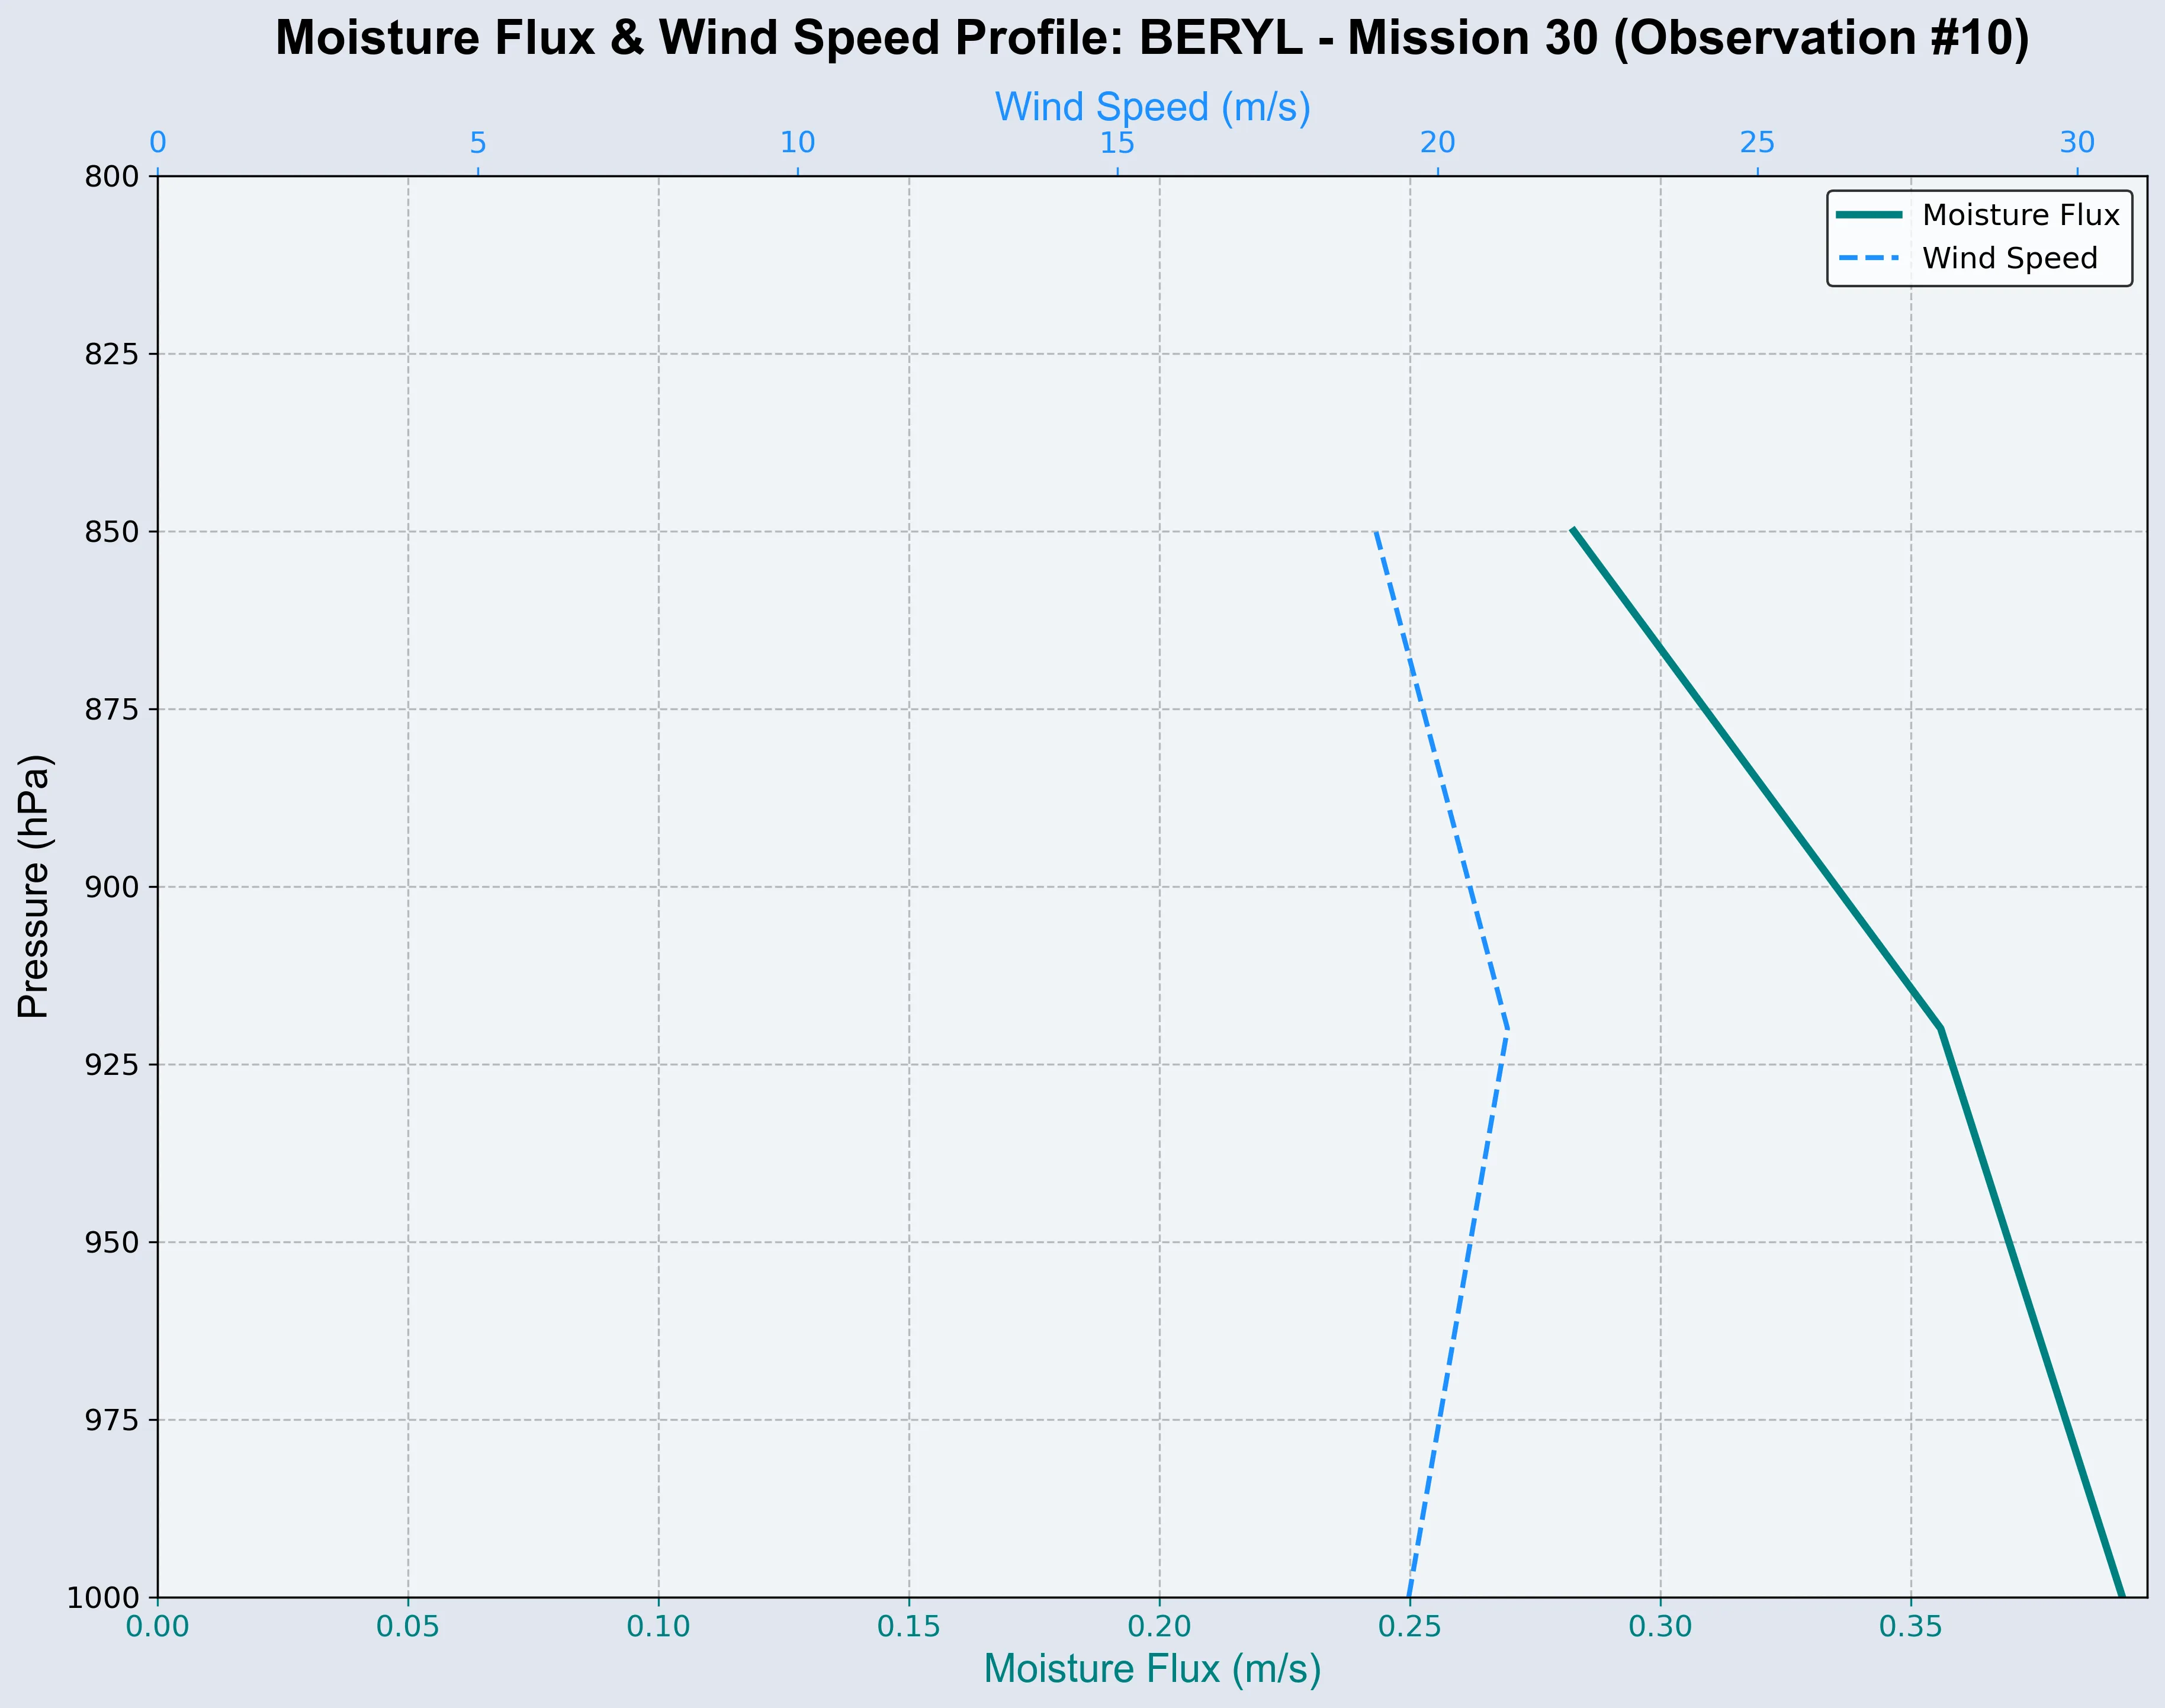 Moisture Flux & Wind Speed Profile: BERYL - Mission 30 (Observation #10)
Wind Speed (m/s)
0 5 10 15 20 25 30
Moisture Flux
Wind Speed
Pressure (hPa)
800
825
850
875
900
925
950
975
1000
0.00 0.05 0.10 0.15 0.20 0.25 0.30 0.35
Moisture Flux (m/s)